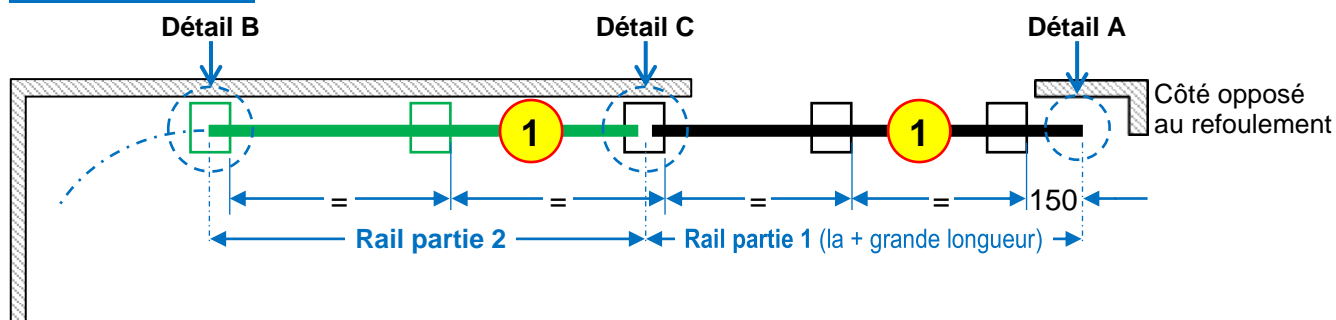 Détail B
Détail C
Détail A
Côté opposé
au refoulement
1
1
=
=
=
=
150
Rail partie 2
Rail partie 1 (la + grande longueur)